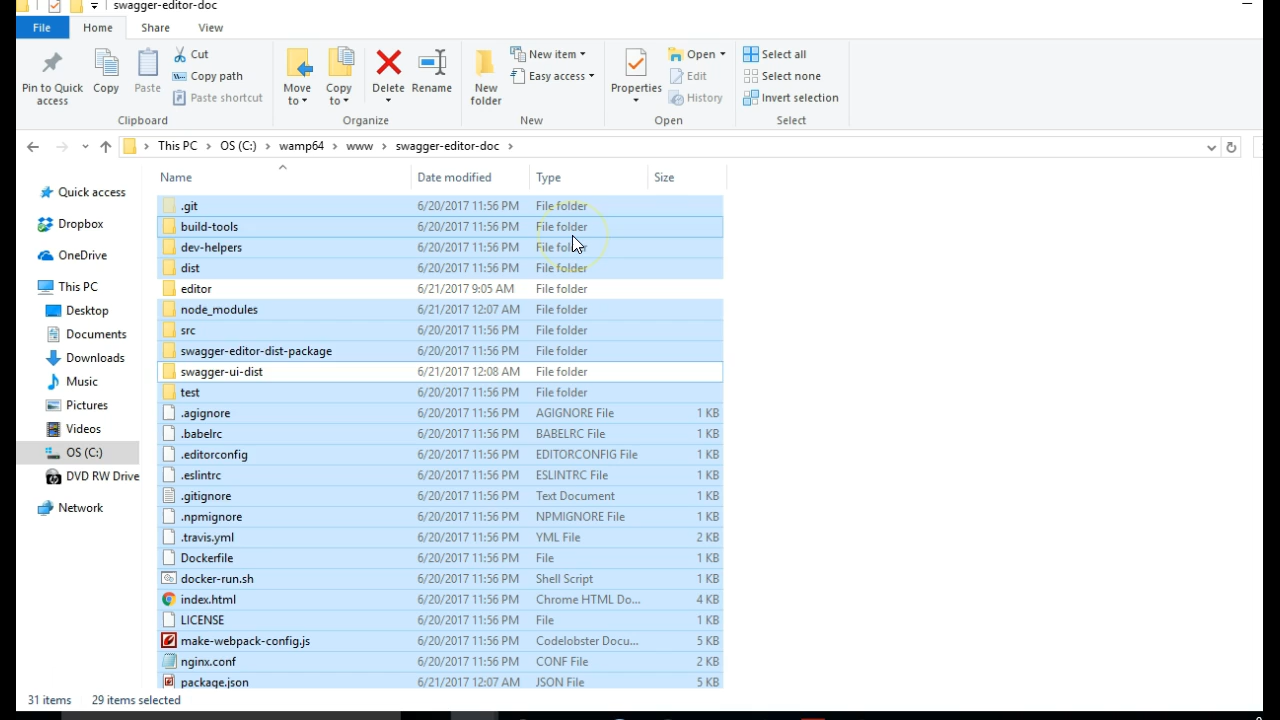 swagger-editor-doc
File Home Share View
Pin to Quick access
Copy
Paste
Cut
Copy path
Paste shortcut
Clipboard
Move to
Copy to
Delete
Rename
Organize
New folder
New item
Easy access
New
Properties
Open
Edit
History
Open
Select all
Select none
Invert selection
Select
This PC > OS (C:) > wamp64 > www > swagger-editor-doc >
Quick access
Dropbox
OneDrive
This PC
Desktop
Documents
Downloads
Music
Pictures
Videos
OS (C:)
DVD RW Drive
Network
Name Date modified Type Size
.git 6/20/2017 11:56 PM File folder
build-tools 6/20/2017 11:56 PM File folder
dev-helpers 6/20/2017 11:56 PM File folder
dist 6/20/2017 11:56 PM File folder
editor 6/21/2017 9:05 AM File folder
node_modules 6/21/2017 12:07 AM File folder
src 6/20/2017 11:56 PM File folder
swagger-editor-dist-package 6/20/2017 11:56 PM File folder
swagger-ui-dist 6/21/2017 12:08 AM File folder
test 6/20/2017 11:56 PM File folder
.agignore 6/20/2017 11:56 PM AGIGNORE File 1 KB
.babelrc 6/20/2017 11:56 PM BABELRC File 1 KB
.editorconfig 6/20/2017 11:56 PM EDITORCONFIG File 1 KB
.eslintrc 6/20/2017 11:56 PM ESLINTRC File 1 KB
.gitignore 6/20/2017 11:56 PM Text Document 1 KB
.npmignore 6/20/2017 11:56 PM NPMIGNORE File 1 KB
.travis.yml 6/20/2017 11:56 PM YML File 2 KB
Dockerfile 6/20/2017 11:56 PM File 1 KB
docker-run.sh 6/20/2017 11:56 PM Shell Script 1 KB
index.html 6/20/2017 11:56 PM Chrome HTML Do... 4 KB
LICENSE 6/20/2017 11:56 PM File 1 KB
make-webpack-config.js 6/20/2017 11:56 PM Codelobster Docu... 5 KB
nginx.conf 6/20/2017 11:56 PM CONF File 2 KB
package.json 6/21/2017 12:07 AM JSON File 5 KB
31 items 29 items selected